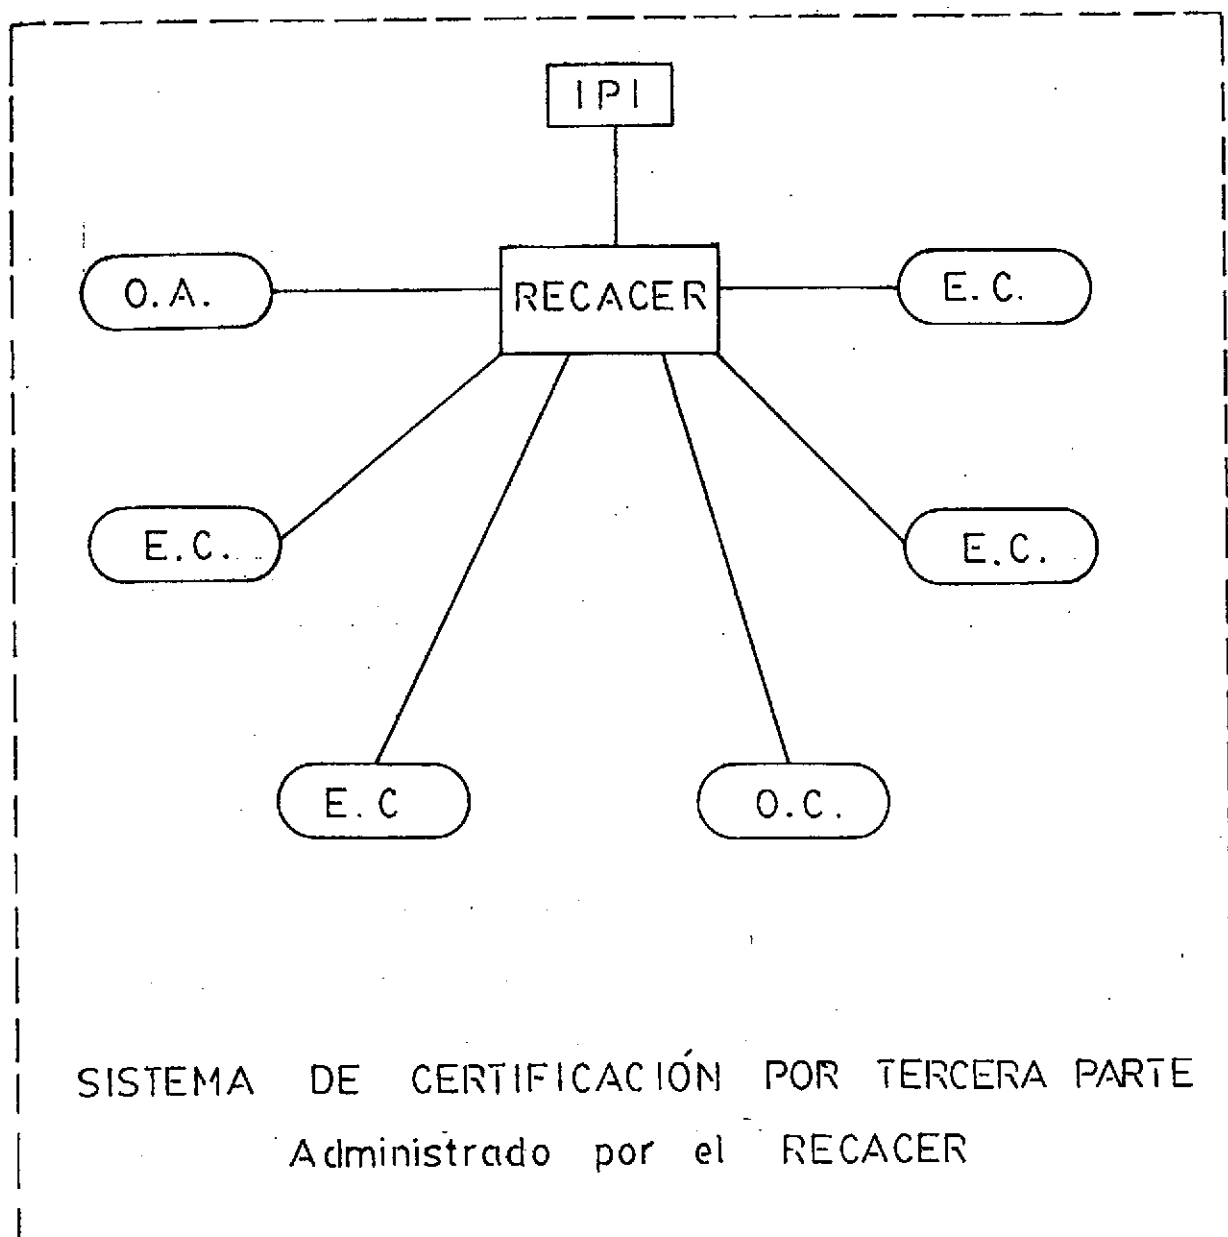 IPI
O.A.
RECACER
E.C.
E.C.
E.C.
E.C
O.C.
SISTEMA DE CERTIFICACIÓN POR TERCERA PARTE
Administrado por el RECACER